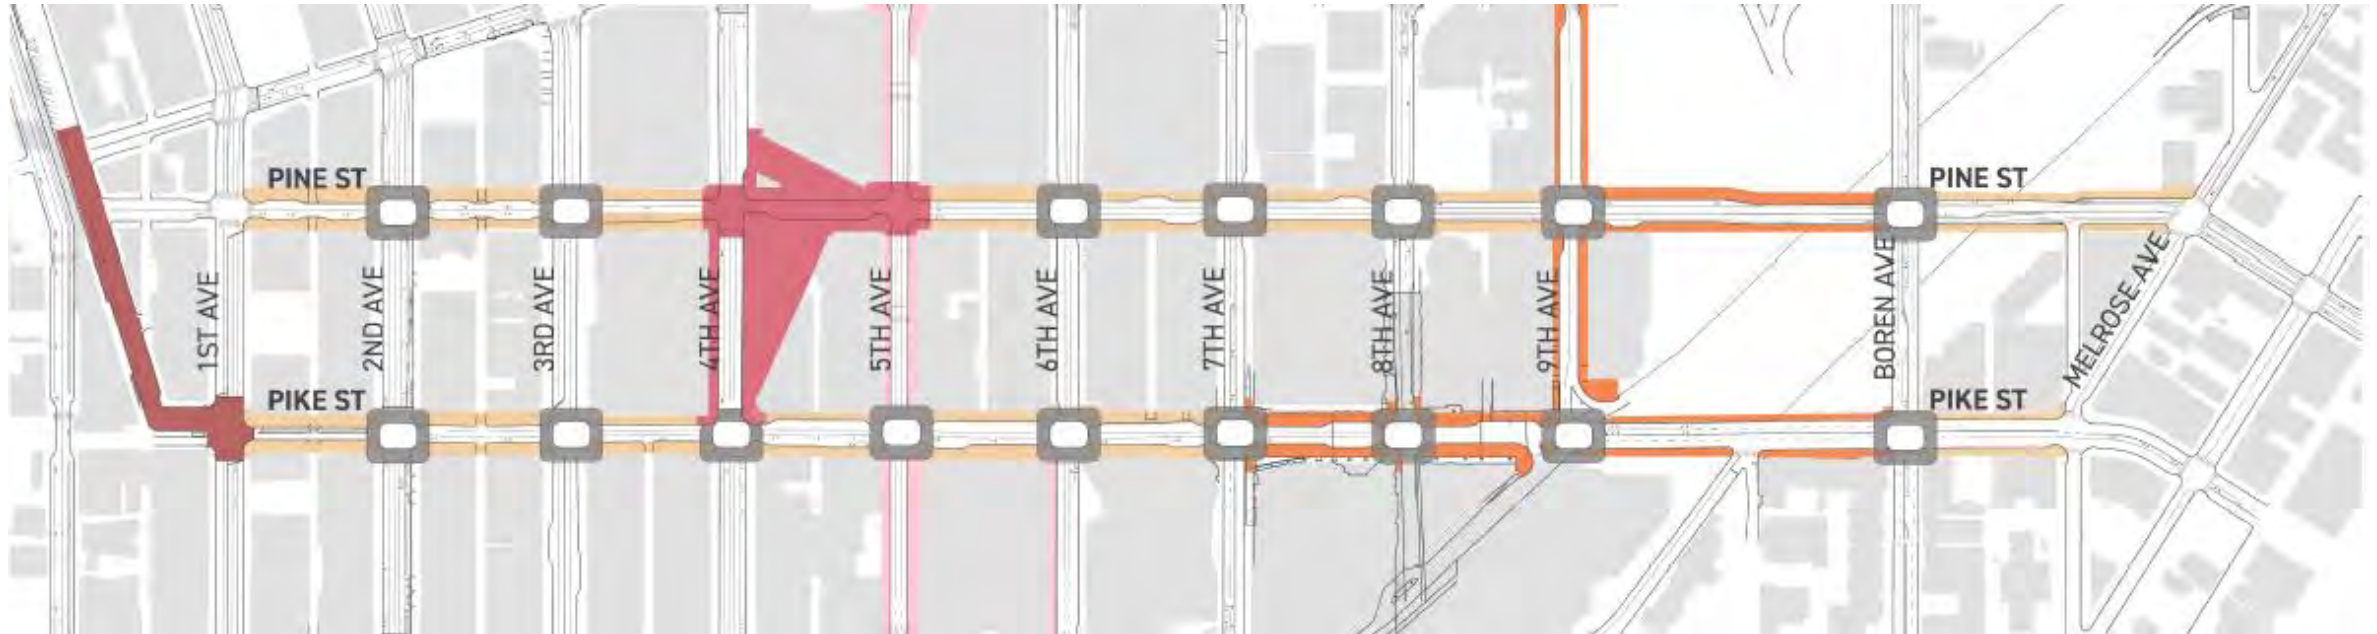 PINE ST
PINE ST
1ST AVE
2ND AVE
3RD AVE
4TH AVE
5TH AVE
6TH AVE
7TH AVE
8TH AVE
9TH AVE
BOREN AVE
MELROSE AVE
PIKE ST
PIKE ST